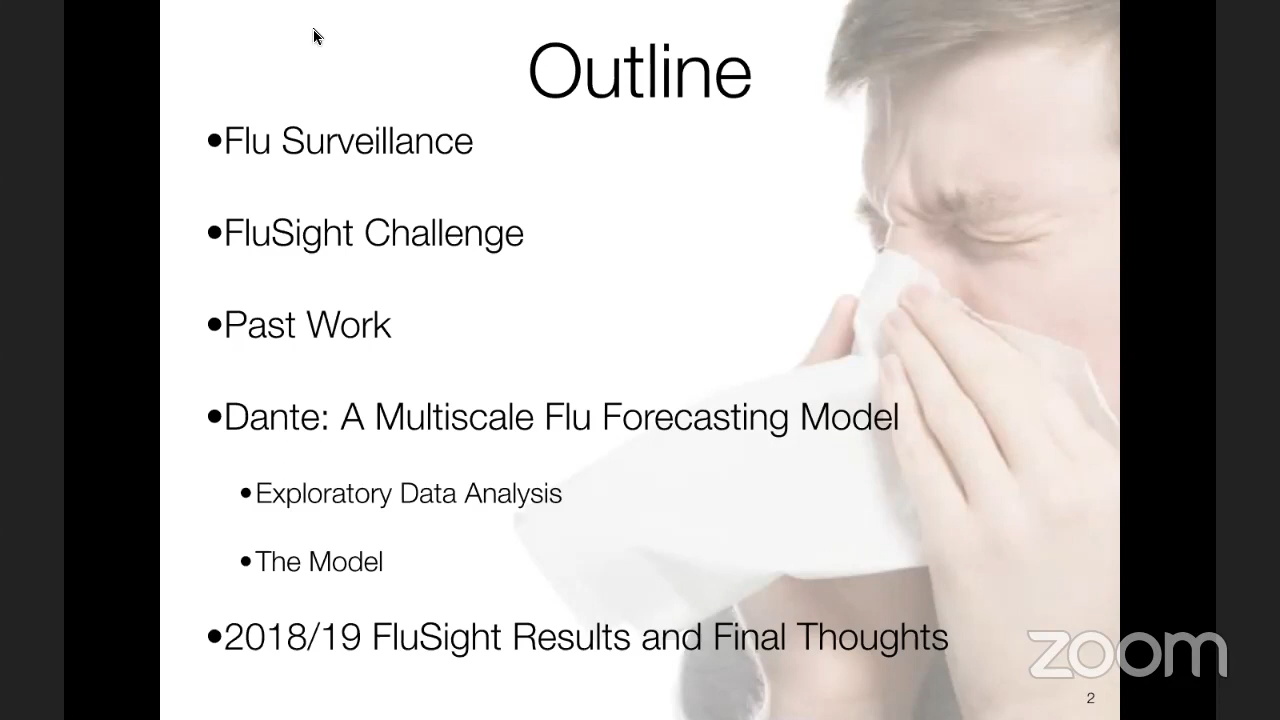 Outline
•Flu Surveillance
•FluSight Challenge
•Past Work
•Dante: A Multiscale Flu Forecasting Model
•Exploratory Data Analysis
•The Model
•2018/19 FluSight Results and Final Thoughts
zoom
2